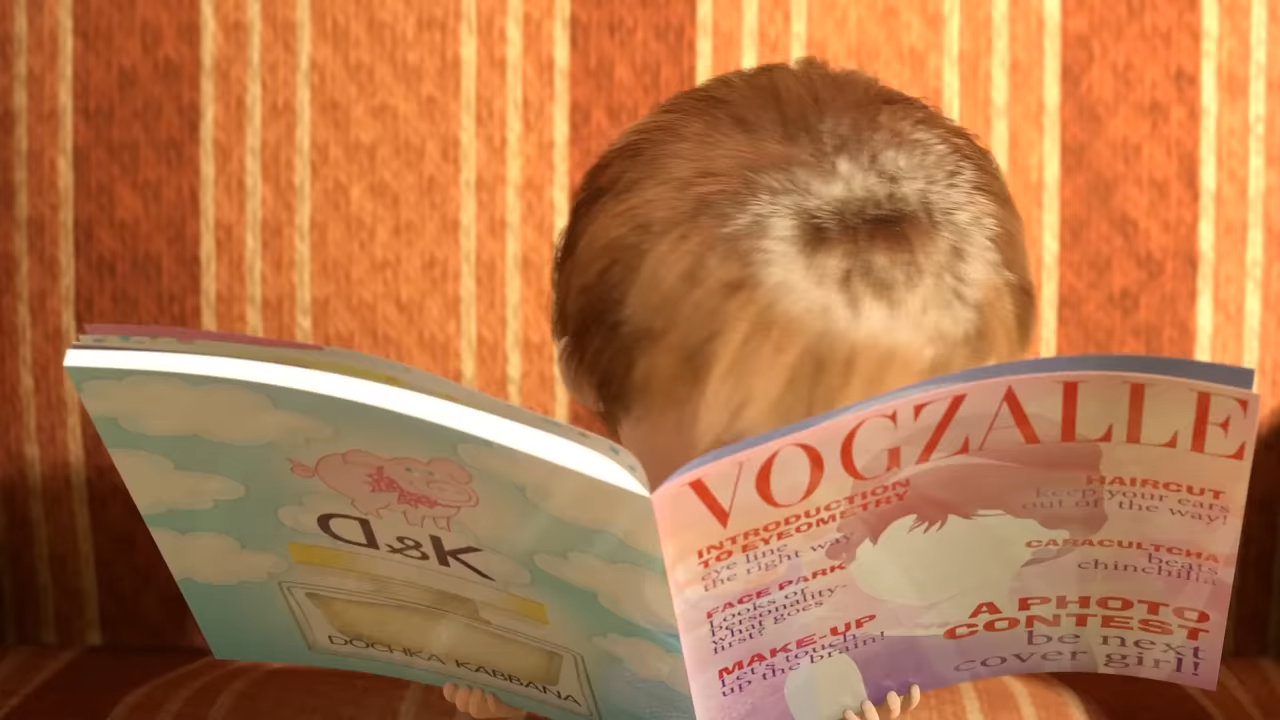 D&K
DOCHKA KABBANA
VOGZALLE
INTRODUCTION
TO EYEOMETRY
eye line
the right way
FACE PARK
Looks or
personality-
what goes
first?
MAKE-UP
Let's touch
up the brain!
HAIRCUT
keep your ears
out of the way!
CARACULTCHA
beats
chinchilla
A PHOTO
CONTEST
be next
cover girl!